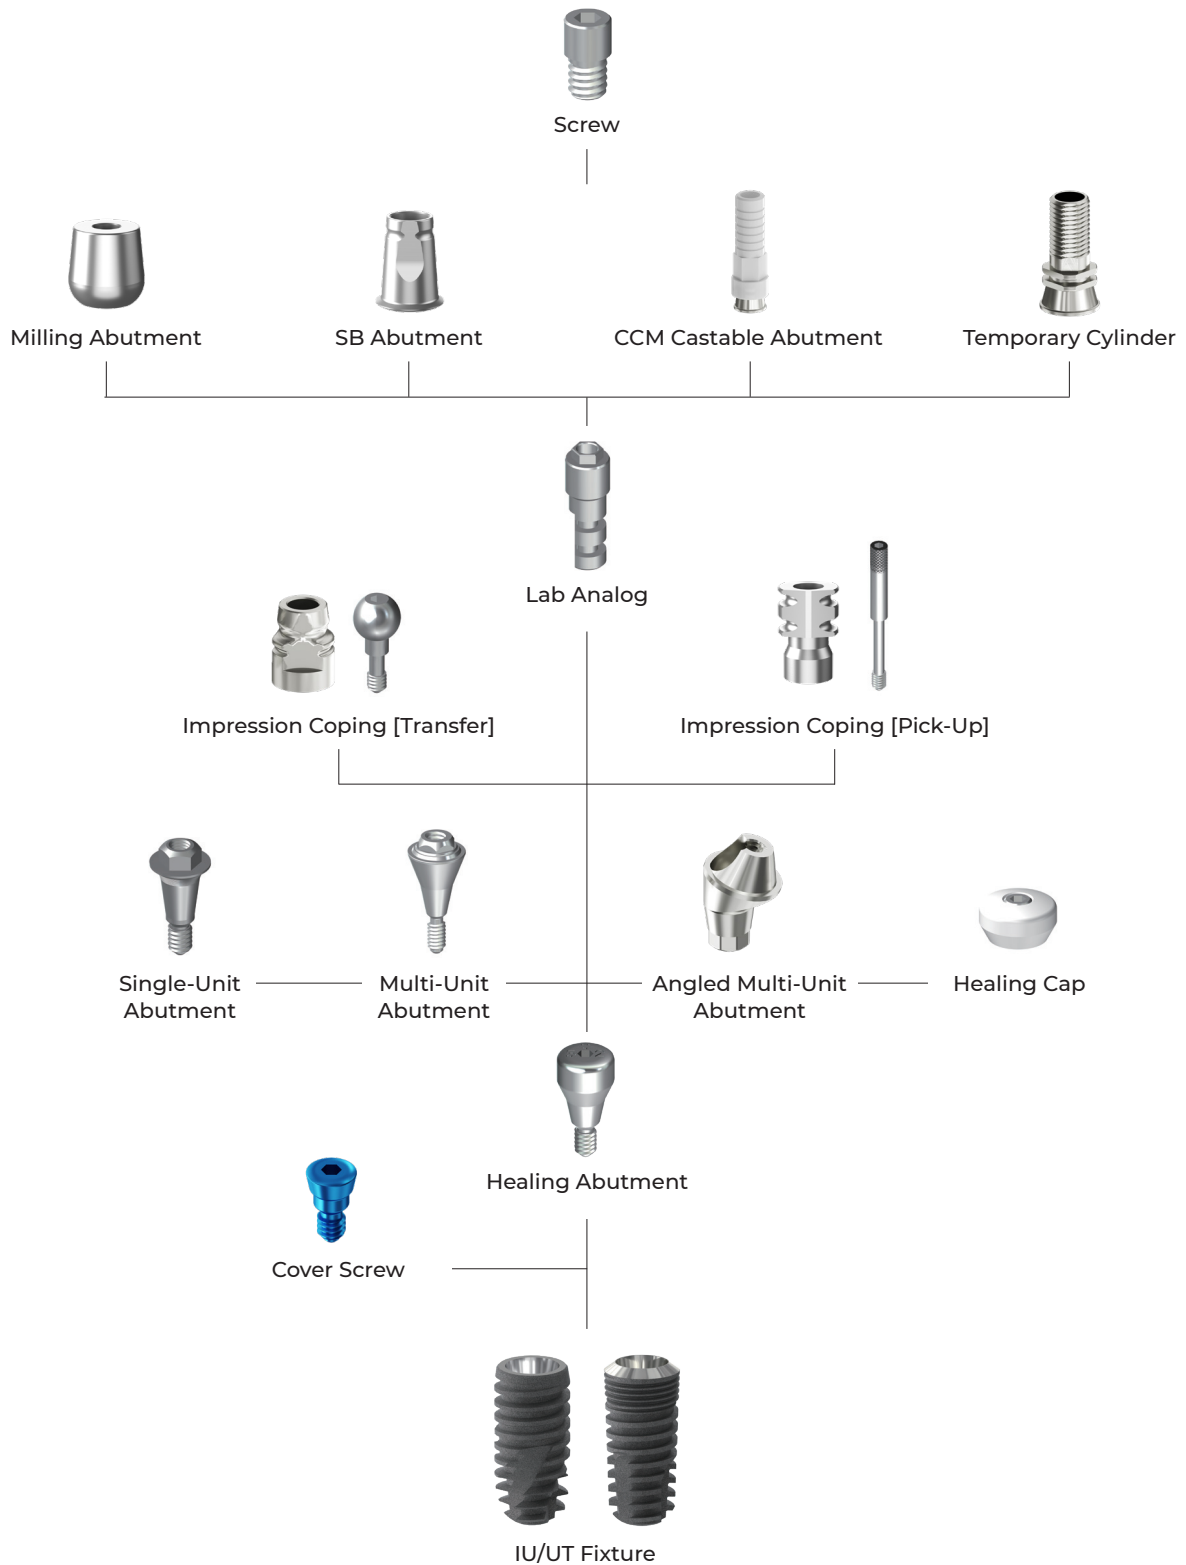 Screw
Milling Abutment
SB Abutment
CCM Castable Abutment
Temporary Cylinder
Lab Analog
Impression Coping [Transfer]
Impression Coping [Pick-Up]
Single-Unit
Abutment
Multi-Unit
Abutment
Angled Multi-Unit
Abutment
Healing Cap
Healing Abutment
Cover Screw
IU/UT Fixture